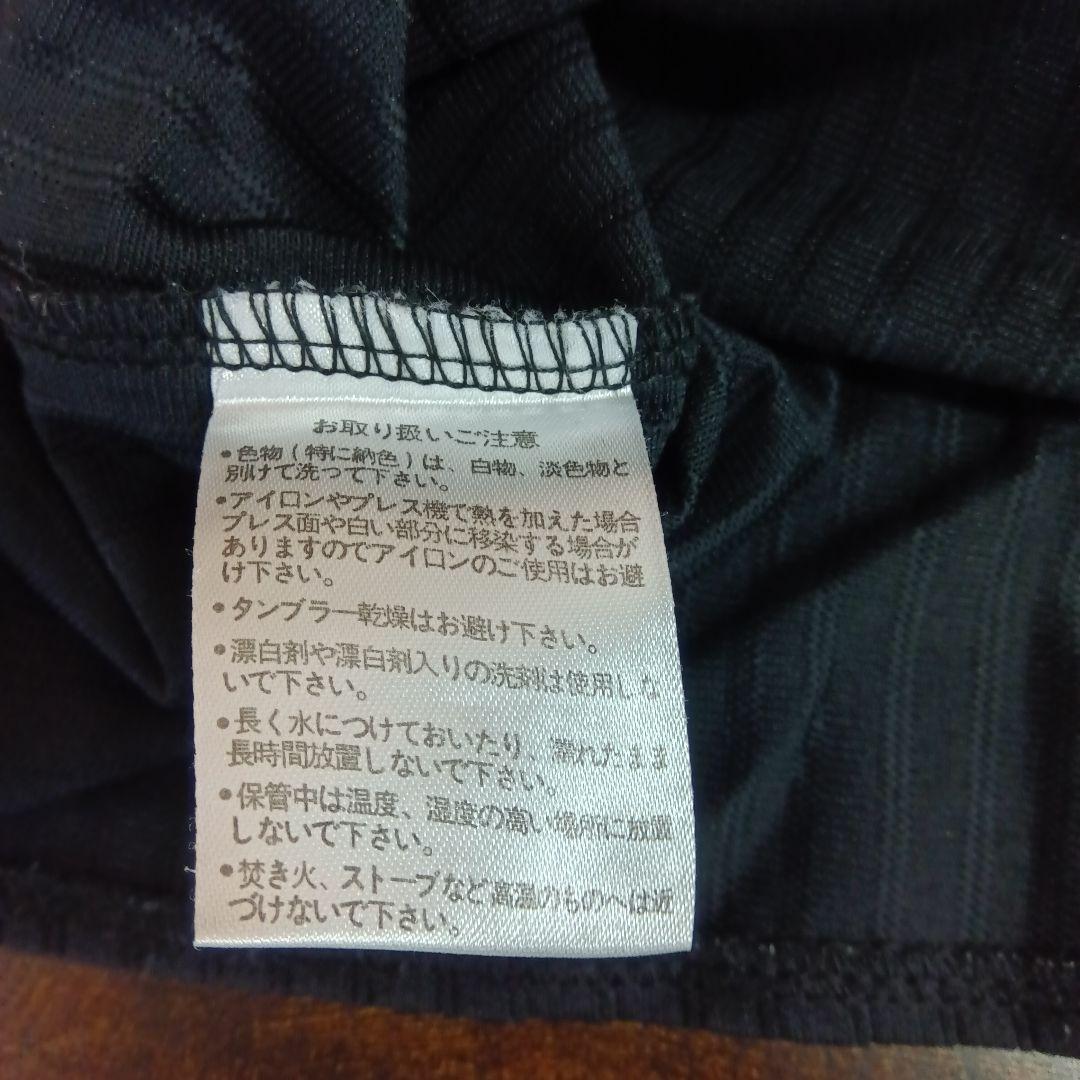 お取り扱いご注意
•色物(特に納色)は、白物、淡色物と
別けて洗って下さい。
•アイロンやプレス機で熱を加えた場合
プレス面や白い部分に移染する場合が
ありますのでアイロンのご使用はお避
け下さい。
•タンブラー乾燥はお避け下さい。
•漂白剤や漂白剤入りの洗剤は使用しな
いで下さい。
•長く水につけておいたり、濡れたまま
長時間放置しないで下さい。
•保管中は温度、湿度の高い場所に放置
しないで下さい。
•焚き火、ストーブなど高温のものへは近
づけないで下さい。